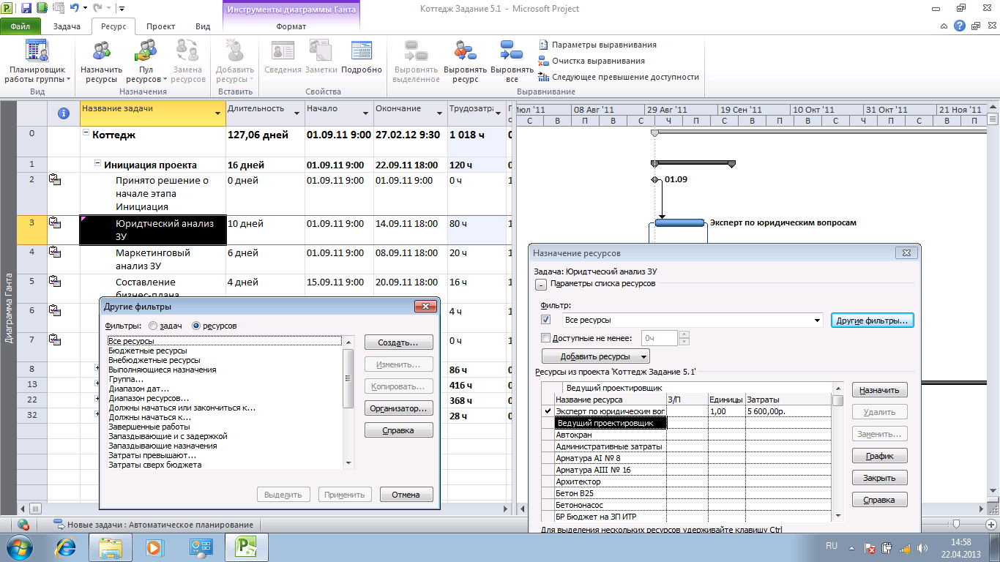 Инструменты диаграммы Ганта
Коттедж Задание 5.1 - Microsoft Project
Файл Задача Ресурс Проект Вид Формат
Планировщик работы группы
Назначить ресурсы
Пул ресурсов
Замена ресурсов
Добавить ресурсы
Сведения
Заметки
Подробно
Выровнять выделенное
Выровнять ресурс
Выровнять все
Параметры выравнивания
Очистка выравнивания
Следующее превышение доступности
Вид Назначения Вставить Свойства Выравнивание
Название задачи Длительность Начало Окончание Трудозатра
Июл '11 08 Авг '11 29 Авг '11 19 Сен '11 10 Окт '11 31 Окт '11 21 Ноя '11
С В П В С Ч П В С В Ч П С В П
0 Коттедж 127,06 дней 01.09.11 9:00 27.02.12 9:30 1 018 ч
1 Инициация проекта 16 дней 01.09.11 9:00 22.09.11 18:00 120 ч
2 Принято решение о начале этапа Инициация 0 дней 01.09.11 9:00 01.09.11 9:00 0 ч
01.09
3 Юридтческий анализ ЗУ 10 дней 01.09.11 9:00 14.09.11 18:00 80 ч
Эксперт по юридическим вопросам
4 Маркетинговый анализ ЗУ 6 дней 01.09.11 9:00 08.09.11 18:00 20 ч
5 Составление бизнес-плана 4 дней 15.09.11 9:00 20.09.11 18:00 16 ч
6 4 ч
7 0 ч
8 86 ч
13 416 ч
22 368 ч
32 28 ч
Диаграмма Ганта
Другие фильтры
Фильтры: задач ресурсов
Все ресурсы
Бюджетные ресурсы
Внебюджетные ресурсы
Выполняющиеся назначения
Группа...
Диапазон дат...
Диапазон ресурсов...
Должны начаться или закончиться к...
Должны начаться к...
Завершенные работы
Запаздывающие и с задержкой
Запаздывающие назначения
Затраты превышают...
Затраты сверх бюджета
Создать...
Изменить...
Копировать...
Организатор...
Справка
Выделить Применить Отмена
Назначение ресурсов
Задача: Юридтческий анализ ЗУ
- Параметры списка ресурсов
Фильтр:
Все ресурсы Другие фильтры...
Доступные не менее: 0ч
Добавить ресурсы
Ресурсы из проекта 'Коттедж Задание 5.1'
Ведущий проектировщик
Название ресурса З/П Единицы Затраты
Эксперт по юридическим вог 1,00 5 600,00р.
Ведущий проектировщик
Автокран
Административные затраты
Арматура AI № 8
Арматура AIII № 16
Архитектор
Бетон B25
Бетононасос
БР Бюджет на ЗП ИТР
Назначить
Удалить
Заменить...
График
Закрыть
Справка
Для выделения нескольких ресурсов удерживайте клавишу Ctrl
Новые задачи : Автоматическое планирование
RU
14:58
22.04.2013